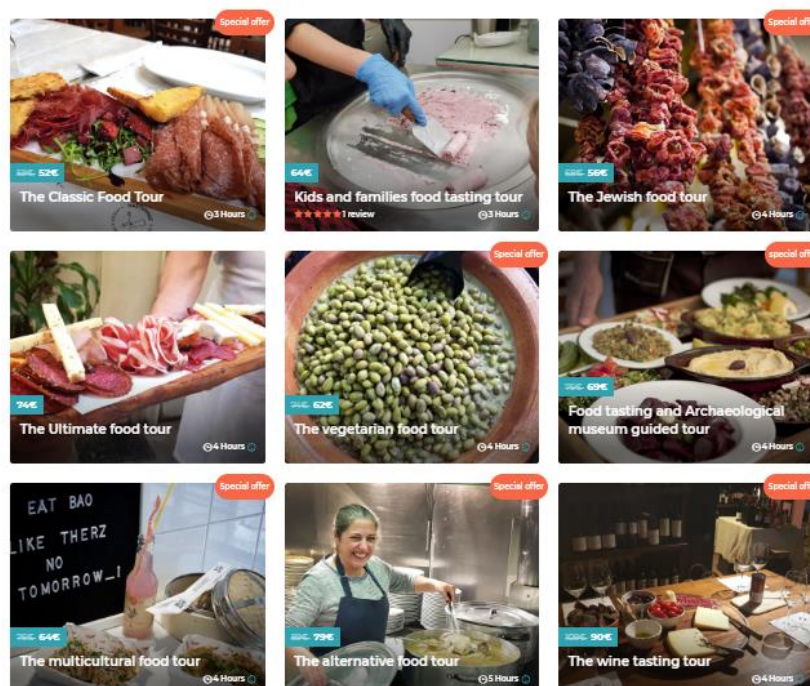 Special offer
52€
The Classic Food Tour
3 Hours
64€
Kids and families food tasting tour
1 review
3 Hours
Special off
56€
The Jewish food tour
4 Hours
74€
The Ultimate food tour
4 Hours
Special offer
62€
The vegetarian food tour
4 Hours
special off
69€
Food tasting and Archaeological
museum guided tour
4 Hours
Special offer
EAT BAO
LIKE THERZ
NO
TOMORROW_!
64€
The multicultural food tour
4 Hours
Special offer
79€
The alternative food tour
5 Hours
Special off
90€
The wine tasting tour
4 Hours